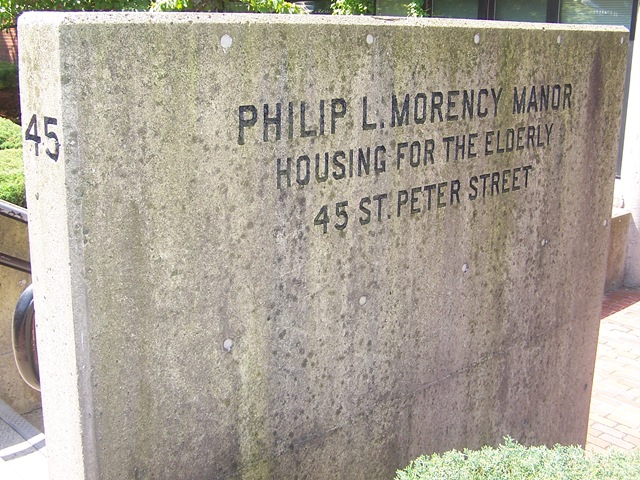 45
PHILIP L. MORENCY MANOR
HOUSING FOR THE ELDERLY
45 ST. PETER STREET